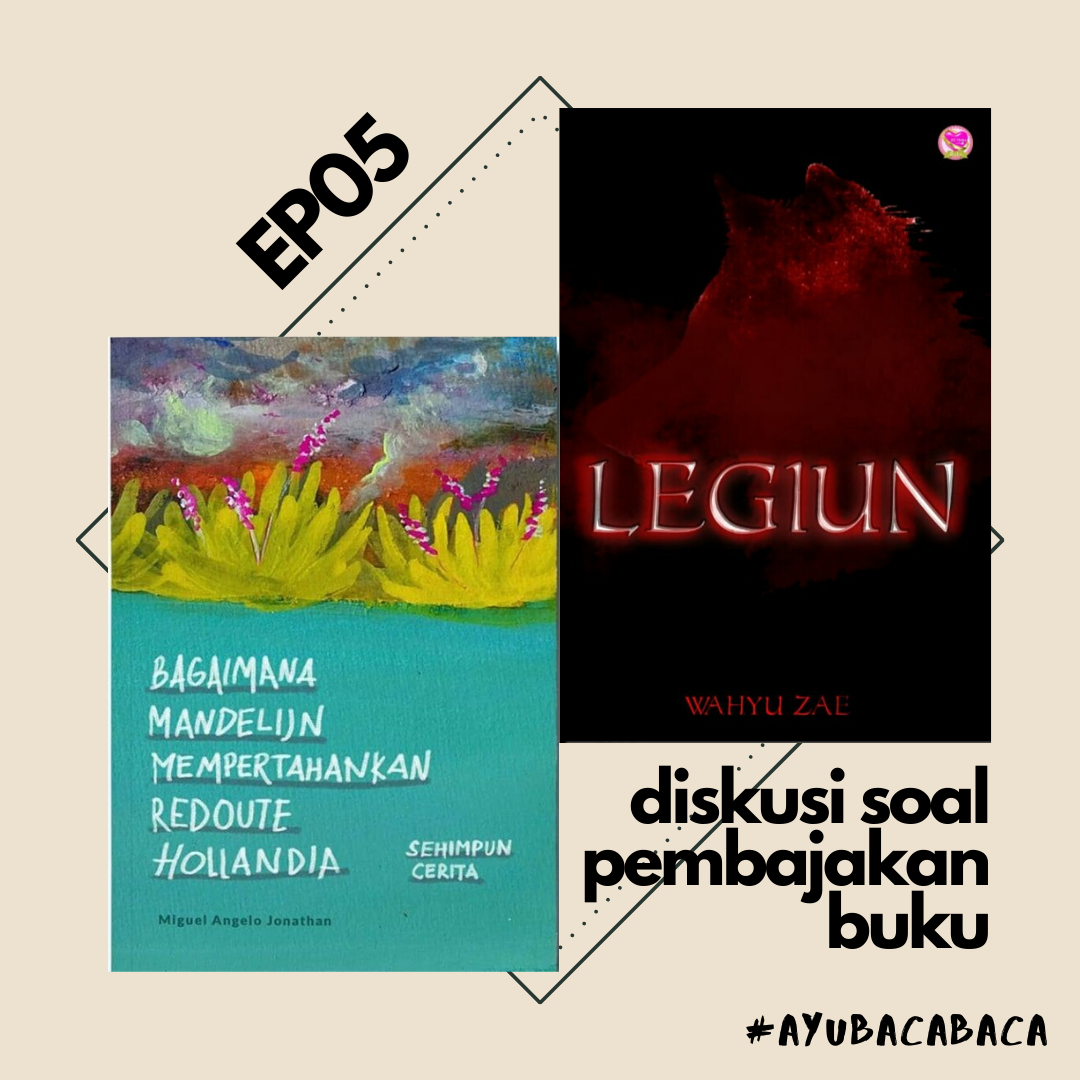 EP05
LEGIUN
WAHYU ZAE
BAGAIMANA
MANDELIJN
MEMPERTAHANKAN
REDOUTE
HOLLANDIA
SEHIMPUN
CERITA
Miguel Angelo Jonathan
diskusi soal
pembajakan
buku
#AYUBACABACA